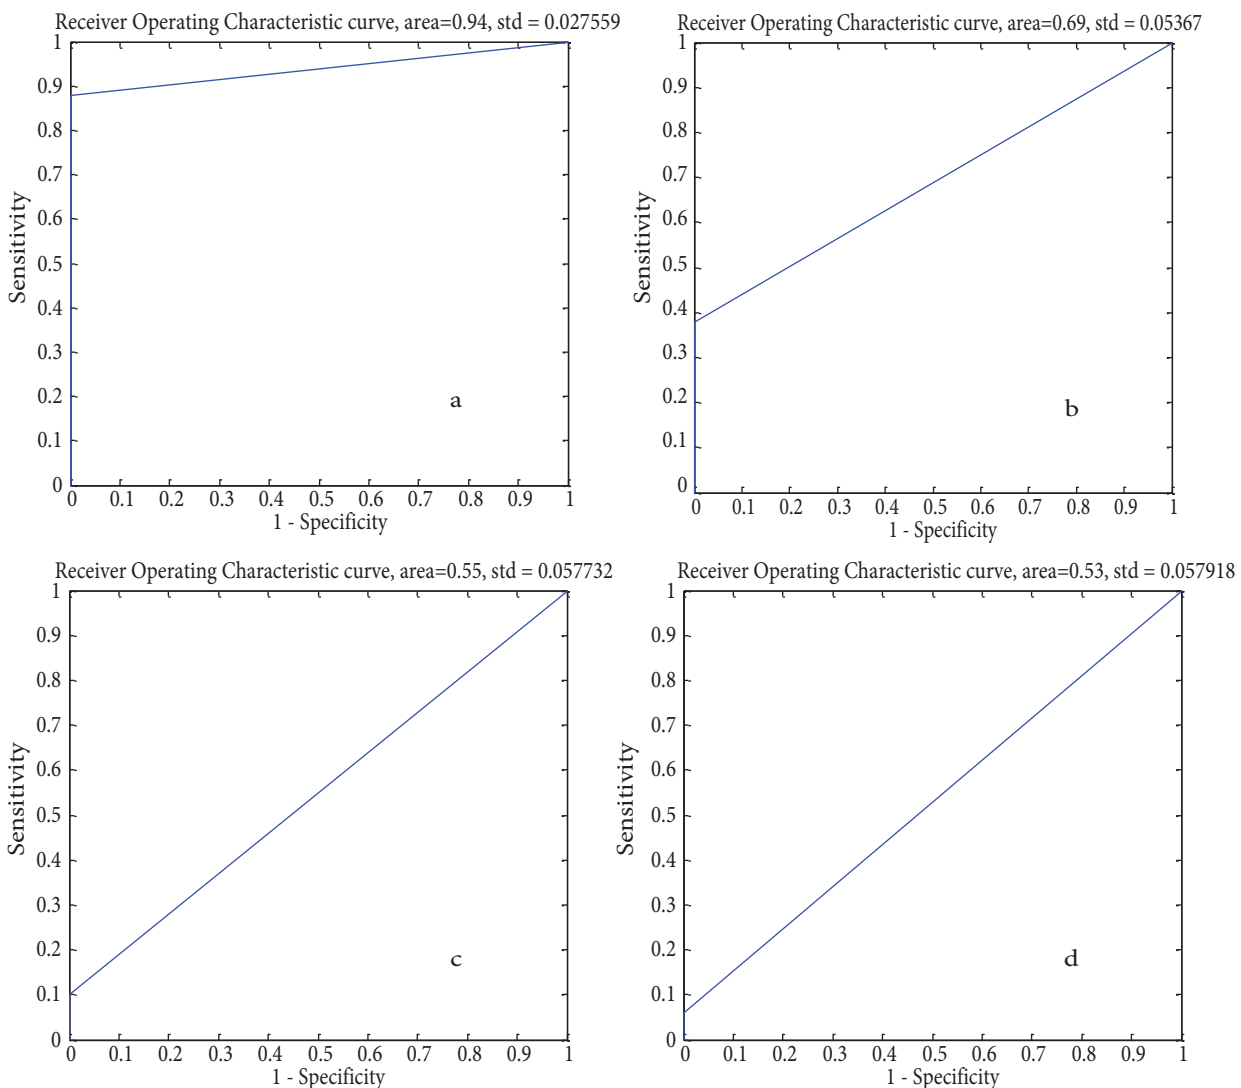 Receiver Operating Characteristic curve, area=0.94, std = 0.027559
1
0.9
0.8
0.7
0.6
0.5
0.4
0.3
0.2
0.1
0
Sensitivity
a
0 0.1 0.2 0.3 0.4 0.5 0.6 0.7 0.8 0.9 1
1 - Specificity
Receiver Operating Characteristic curve, area=0.69, std = 0.05367
1
0.9
0.8
0.7
0.6
0.5
0.4
0.3
0.2
0.1
0
Sensitivity
b
0 0.1 0.2 0.3 0.4 0.5 0.6 0.7 0.8 0.9 1
1 - Specificity
Receiver Operating Characteristic curve, area=0.55, std = 0.057732
1
0.9
0.8
0.7
0.6
0.5
0.4
0.3
0.2
0.1
0
Sensitivity
c
0 0.1 0.2 0.3 0.4 0.5 0.6 0.7 0.8 0.9 1
1 - Specificity
Receiver Operating Characteristic curve, area=0.53, std = 0.057918
1
0.9
0.8
0.7
0.6
0.5
0.4
0.3
0.2
0.1
0
Sensitivity
d
0 0.1 0.2 0.3 0.4 0.5 0.6 0.7 0.8 0.9 1
1 - Specificity